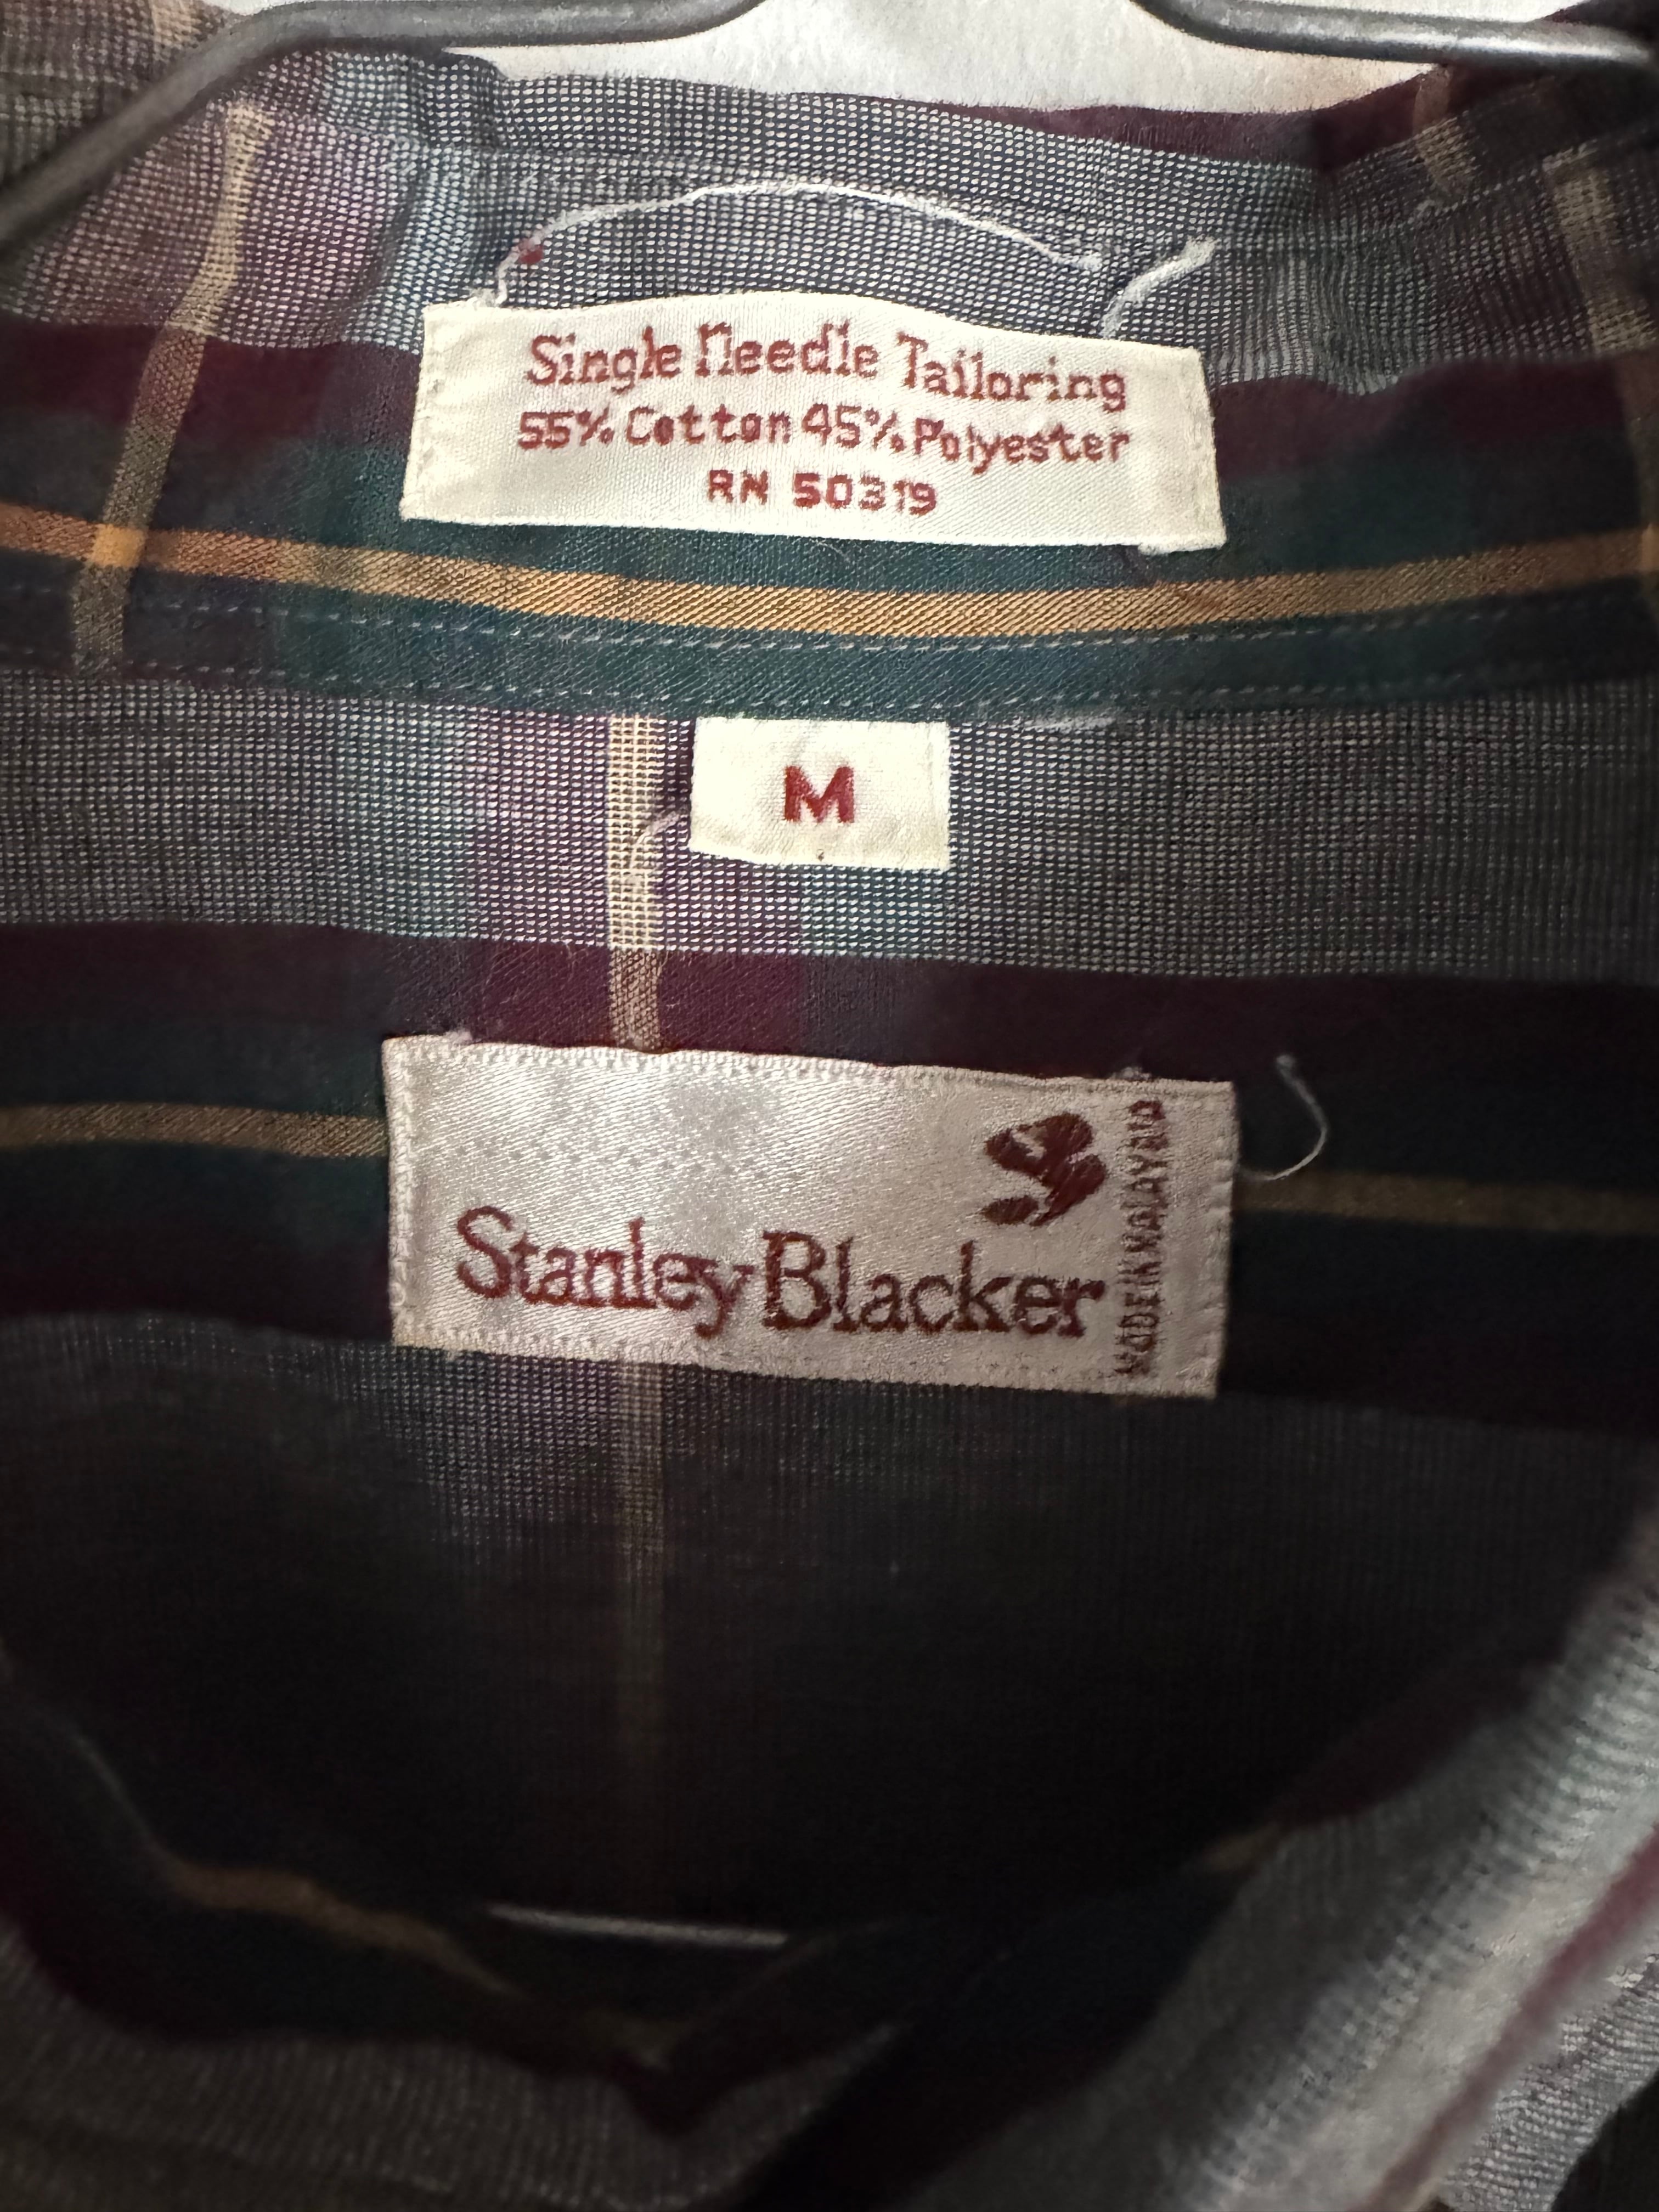 Single Needle Tailoring
55% Cotton 45% Polyester
RN 50319
M
Stanley Blacker
MADE IN MALAYSIA